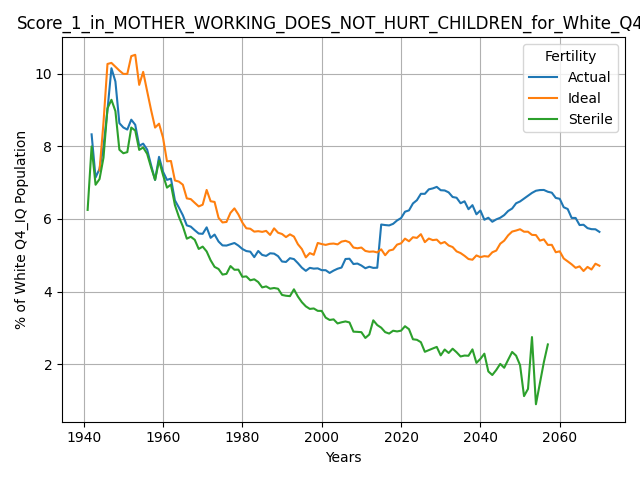 Score_1_in_MOTHER_WORKING_DOES_NOT_HURT_CHILDREN_for_White_Q4
Fertility
Actual
Ideal
Sterile
% of White Q4_IQ Population
10
8
6
4
2
1940 1960 1980 2000 2020 2040 2060
Years